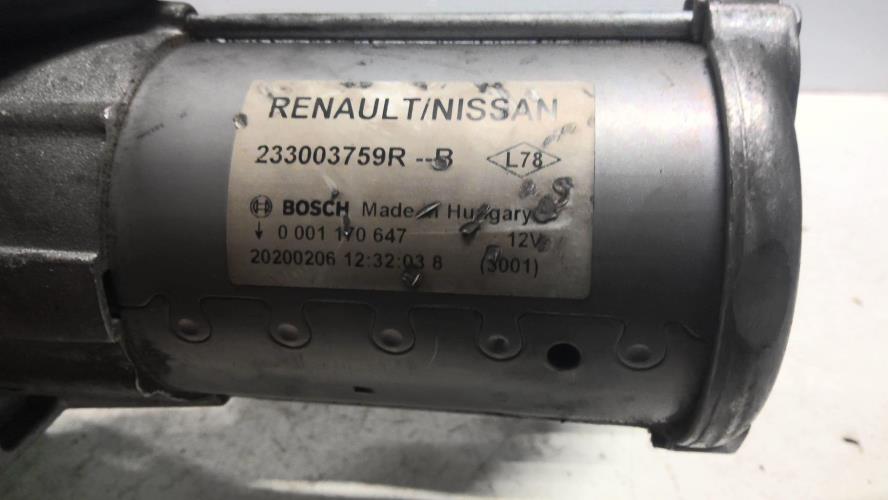 RENAULT/NISSAN
233003759R --B L78
BOSCH Made in Hungary
0 001 170 647 12V
20200206 12:32:03 8 (3001)